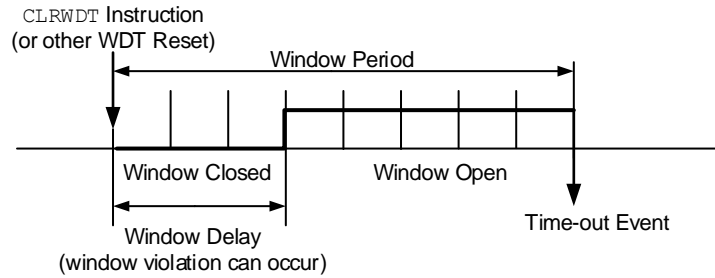 CLRWDT Instruction
(or other WDT Reset)
Window Period
Window Closed
Window Open
Window Delay
(window violation can occur)
Time-out Event